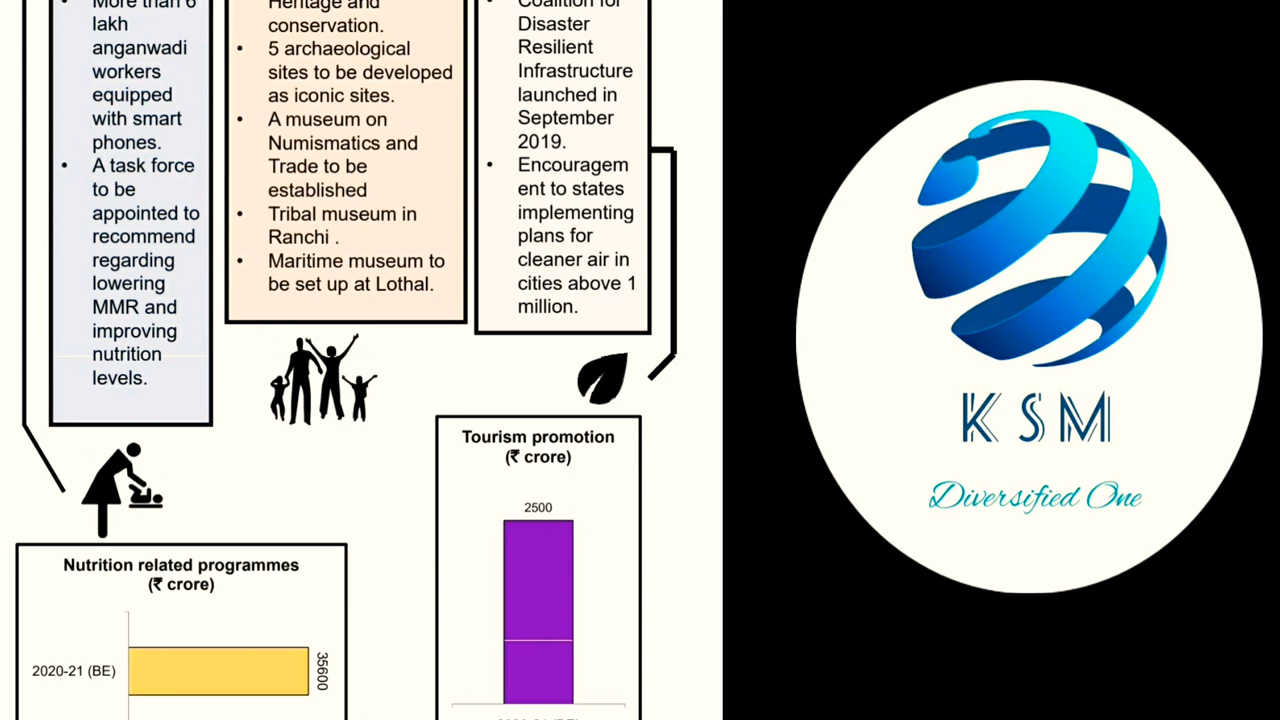 More than 6
lakh
anganwadi
workers
equipped
with smart
phones.
• A task force
to be
appointed to
recommend
regarding
lowering
MMR and
improving
nutrition
levels.
Heritage and
conservation.
• 5 archaeological
sites to be developed
as iconic sites.
• A museum on
Numismatics and
Trade to be
established
• Tribal museum in
Ranchi .
• Maritime museum to
be set up at Lothal.
Coalition for
Disaster
Resilient
Infrastructure
launched in
September
2019.
• Encouragem
ent to states
implementing
plans for
cleaner air in
cities above 1
million.
Tourism promotion
(₹ crore)
2500
Nutrition related programmes
(₹ crore)
2020-21 (BE)
35600
KSM
Diversified One